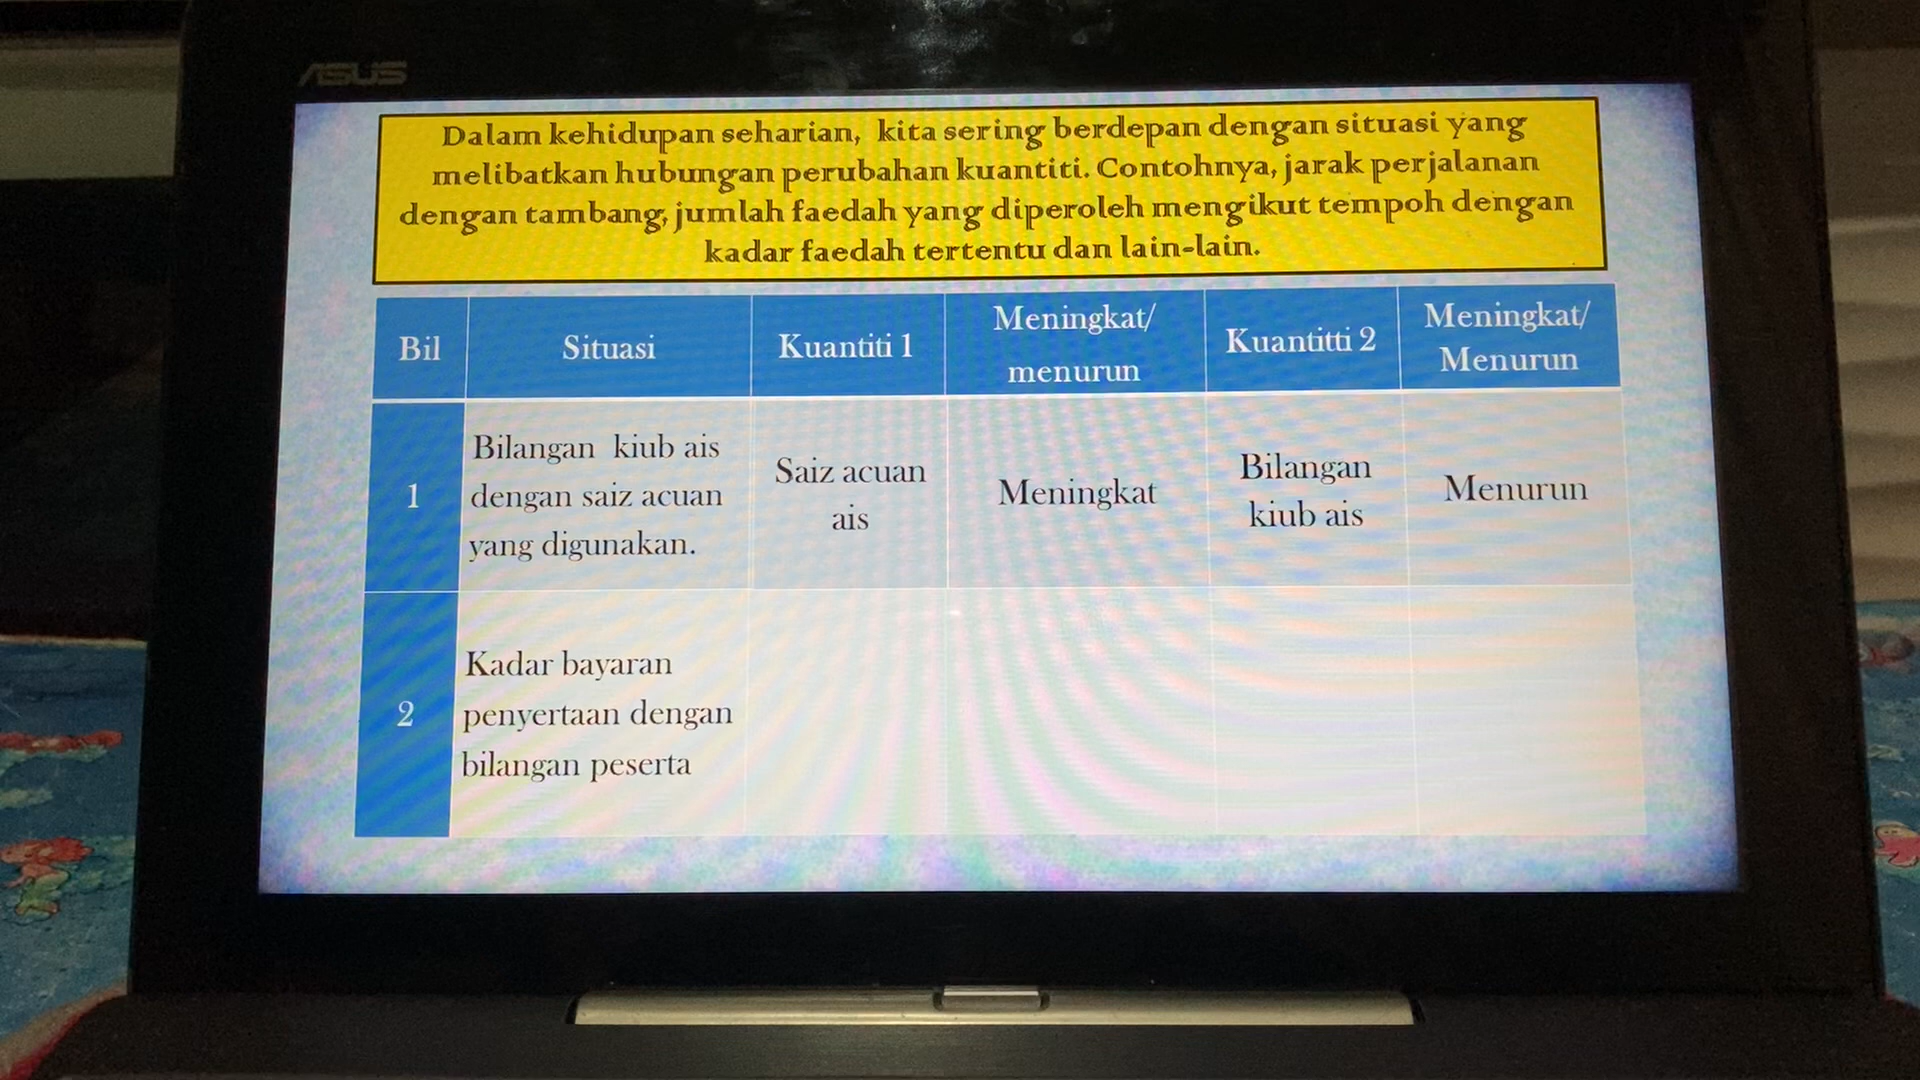 ASUS
Dalam kehidupan seharian, kita sering berdepan dengan situasi yang
melibatkan hubungan perubahan kuantiti. Contohnya, jarak perjalanan
dengan tambang, jumlah faedah yang diperoleh mengikut tempoh dengan
kadar faedah tertentu dan lain-lain.
Bil
Situasi
Kuantiti 1
Meningkat/
menurun
Kuantitti 2
Meningkat/
Menurun
1
Bilangan kiub ais
dengan saiz acuan
yang digunakan.
Saiz acuan
ais
Meningkat
Bilangan
kiub ais
Menurun
2
Kadar bayaran
penyertaan dengan
bilangan peserta